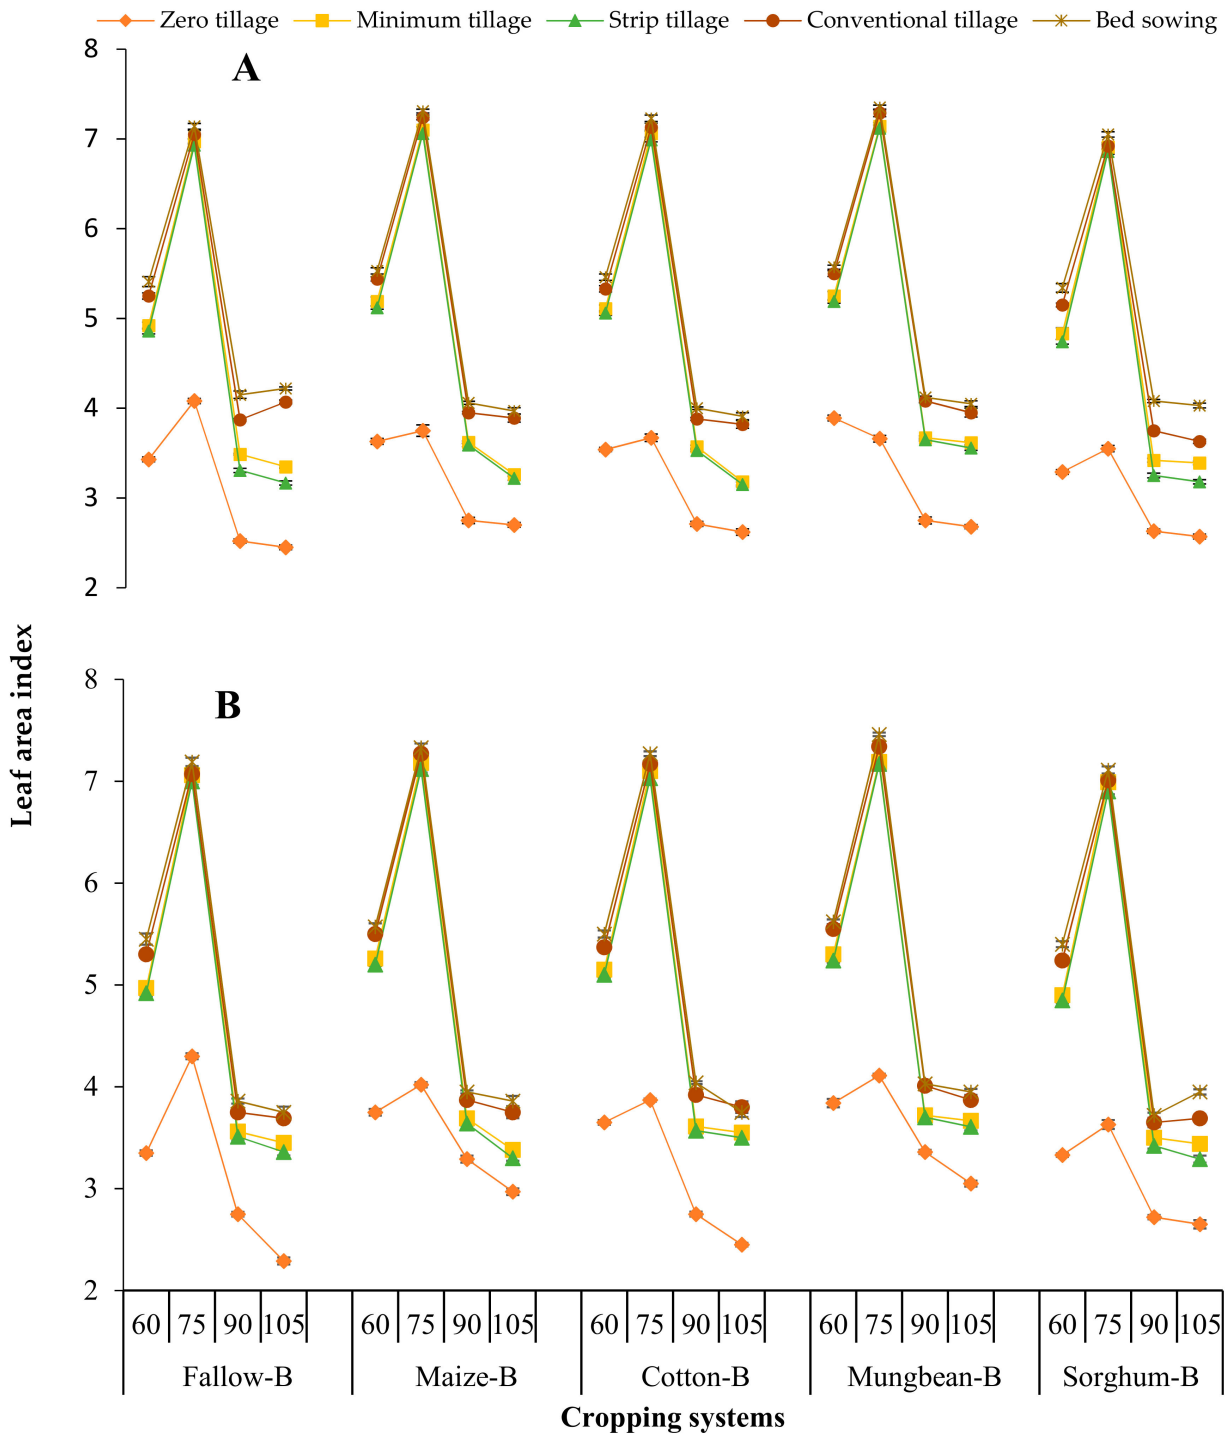 Zero tillage Minimum tillage Strip tillage Conventional tillage Bed sowing
A
8
7
6
5
4
3
2
Leaf area index
B
8
7
6
5
4
3
2
60 75 90 105 60 75 90 105 60 75 90 105 60 75 90 105 60 75 90 105
Fallow-B Maize-B Cotton-B Mungbean-B Sorghum-B
Cropping systems